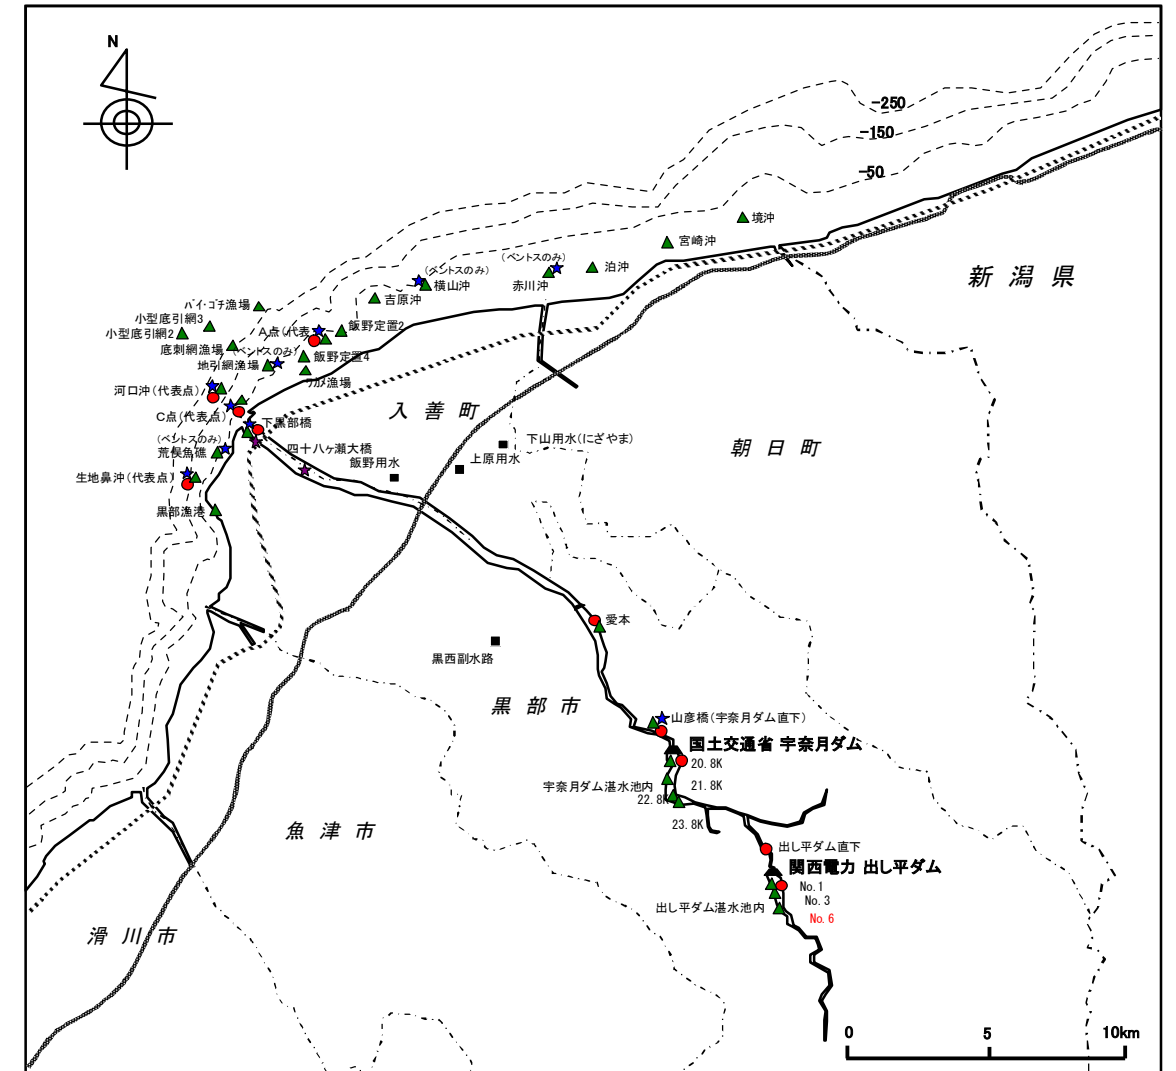 N
-250
-150
-50
境沖
宮崎沖
新潟県
(ベントスのみ)
泊沖
赤川沖
(ベントスのみ)
横山沖
吉原沖
バイ・ゴチ漁場
小型底引網3
小型底引網2
A点(代表
飯野定置2
底刺網漁場
(ベントスのみ)
飯野定置4
地引網漁場
ワカメ漁場
河口沖(代表点)
入善町
C点(代表点)
下黒部橋
(ベントスのみ)
四十八ヶ瀬大橋
下山用水(にざやま)
朝日町
荒俣魚礁
飯野用水
上原用水
生地鼻沖(代表点)
黒部漁港
愛本
黒西副水路
黒部市
山彦橋(宇奈月ダム直下)
国土交通省 宇奈月ダム
20.8K
宇奈月ダム湛水池内
21.8K
22.8K
23.8K
魚津市
出し平ダム直下
関西電力 出し平ダム
No.1
No.3
出し平ダム湛水池内
No.6
滑川市
0
5
10km